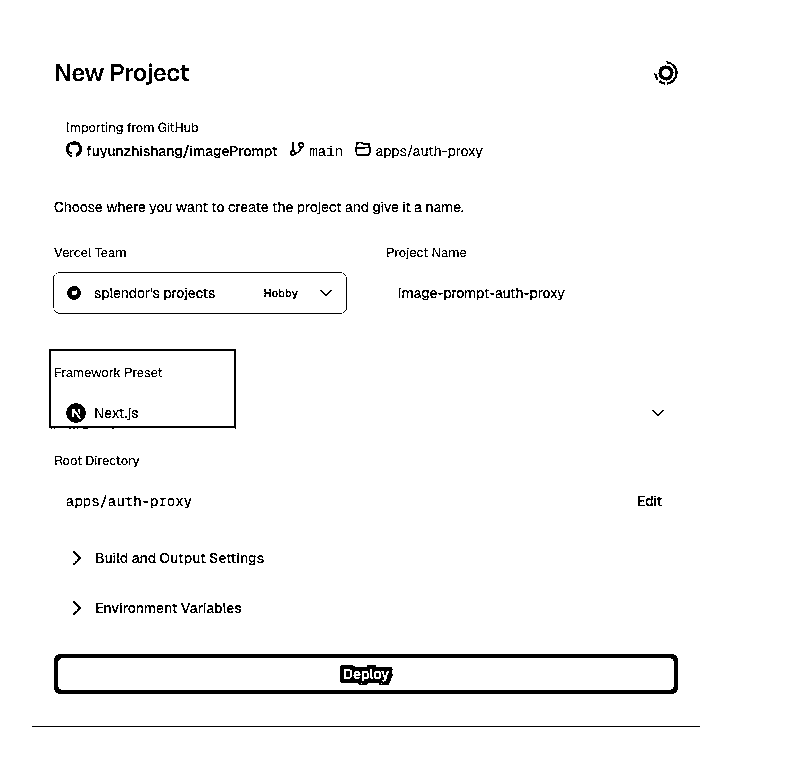 New Project
Importing from GitHub
fuyunzhishang/imagePrompt main apps/auth-proxy
Choose where you want to create the project and give it a name.
Vercel Team Project Name
splendor's projects Hobby image-prompt-auth-proxy
Framework Preset
Next.js
Root Directory
apps/auth-proxy Edit
Build and Output Settings
Environment Variables
Deploy